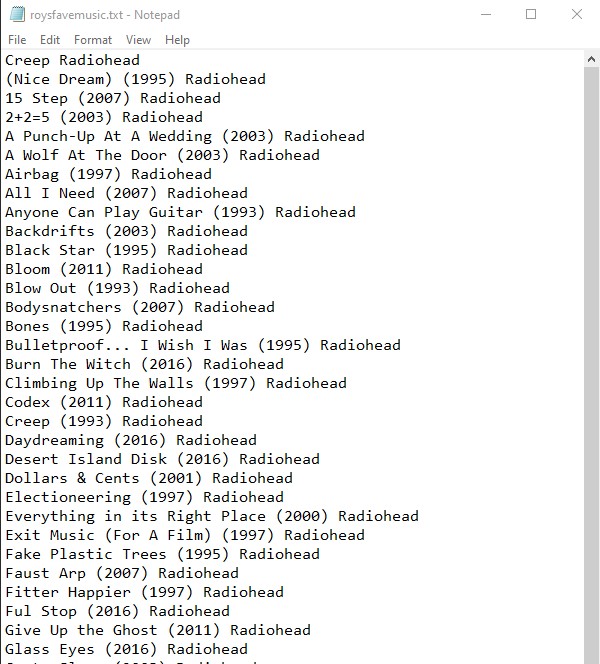 roysfavemusic.txt - Notepad
File Edit Format View Help
Creep Radiohead
(Nice Dream) (1995) Radiohead
15 Step (2007) Radiohead
2+2=5 (2003) Radiohead
A Punch-Up At A Wedding (2003) Radiohead
A Wolf At The Door (2003) Radiohead
Airbag (1997) Radiohead
All I Need (2007) Radiohead
Anyone Can Play Guitar (1993) Radiohead
Backdrifts (2003) Radiohead
Black Star (1995) Radiohead
Bloom (2011) Radiohead
Blow Out (1993) Radiohead
Bodysnatchers (2007) Radiohead
Bones (1995) Radiohead
Bulletproof... I Wish I Was (1995) Radiohead
Burn The Witch (2016) Radiohead
Climbing Up The Walls (1997) Radiohead
Codex (2011) Radiohead
Creep (1993) Radiohead
Daydreaming (2016) Radiohead
Desert Island Disk (2016) Radiohead
Dollars & Cents (2001) Radiohead
Electioneering (1997) Radiohead
Everything in its Right Place (2000) Radiohead
Exit Music (For A Film) (1997) Radiohead
Fake Plastic Trees (1995) Radiohead
Faust Arp (2007) Radiohead
Fitter Happier (1997) Radiohead
Ful Stop (2016) Radiohead
Give Up the Ghost (2011) Radiohead
Glass Eyes (2016) Radiohead